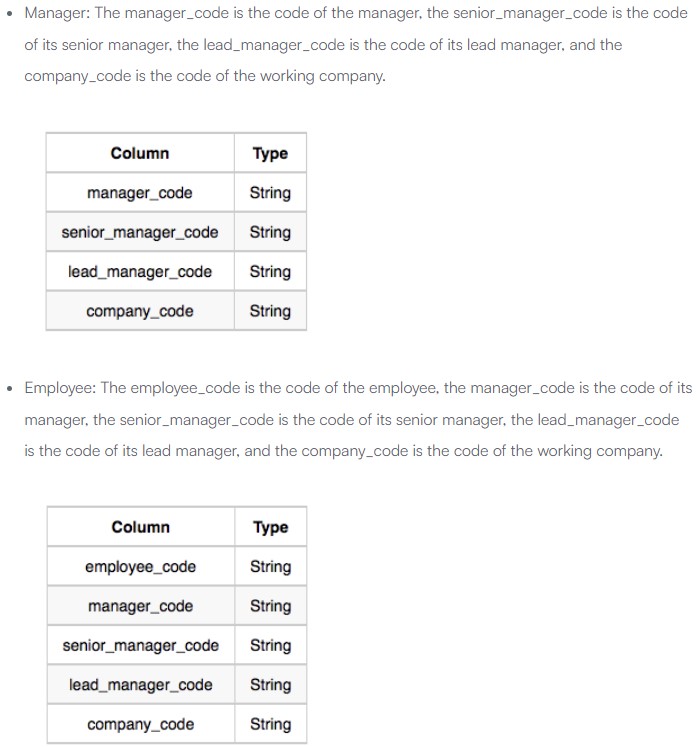 • Manager: The manager_code is the code of the manager, the senior_manager_code is the code
of its senior manager, the lead_manager_code is the code of its lead manager, and the
company_code is the code of the working company.
Column Type
manager_code String
senior_manager_code String
lead_manager_code String
company_code String
• Employee: The employee_code is the code of the employee, the manager_code is the code of its
manager, the senior_manager_code is the code of its senior manager, the lead_manager_code
is the code of its lead manager, and the company_code is the code of the working company.
Column Type
employee_code String
manager_code String
senior_manager_code String
lead_manager_code String
company_code String